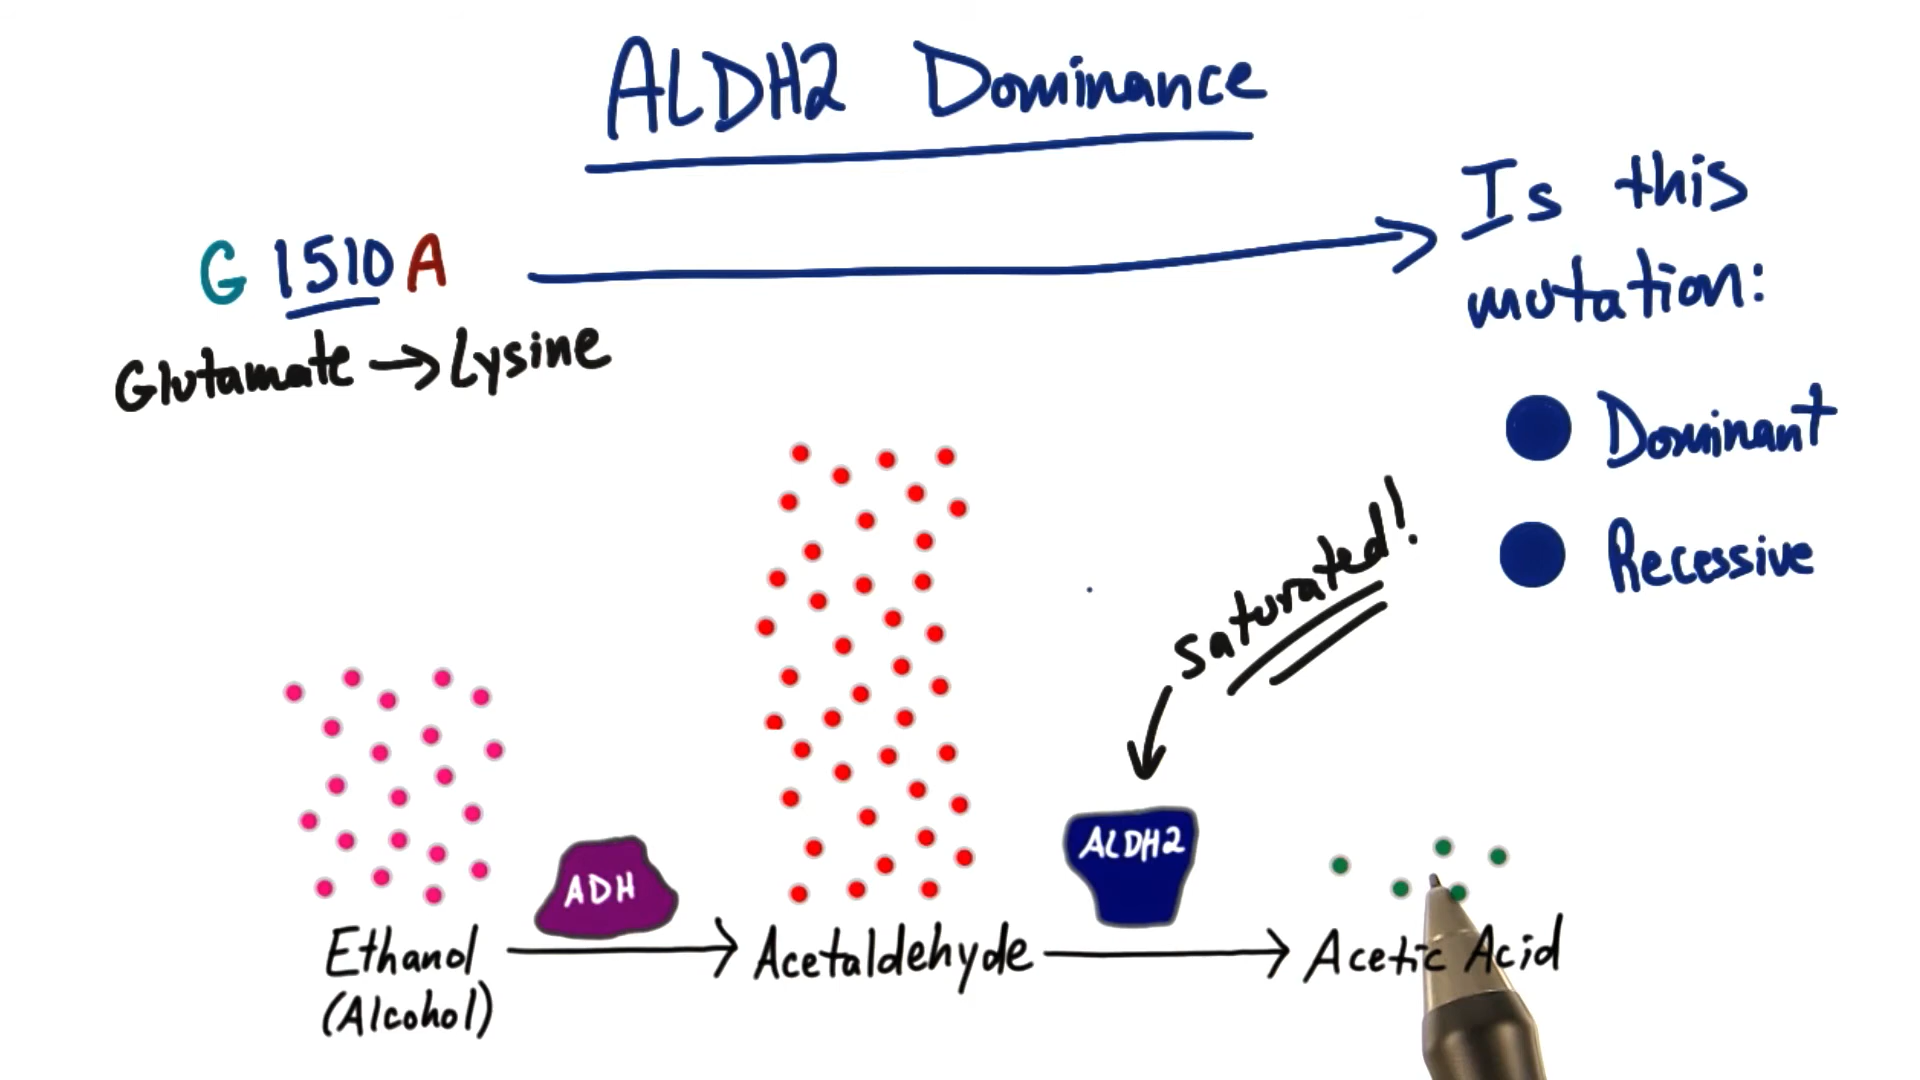 ALDH2 Dominance
G 1510 A
Glutamate → Lysine
Is this
mutation:
Dominant
Recessive
saturated!
ADH
ALDH2
Ethanol
(Alcohol)
Acetaldehyde
Acetic Acid